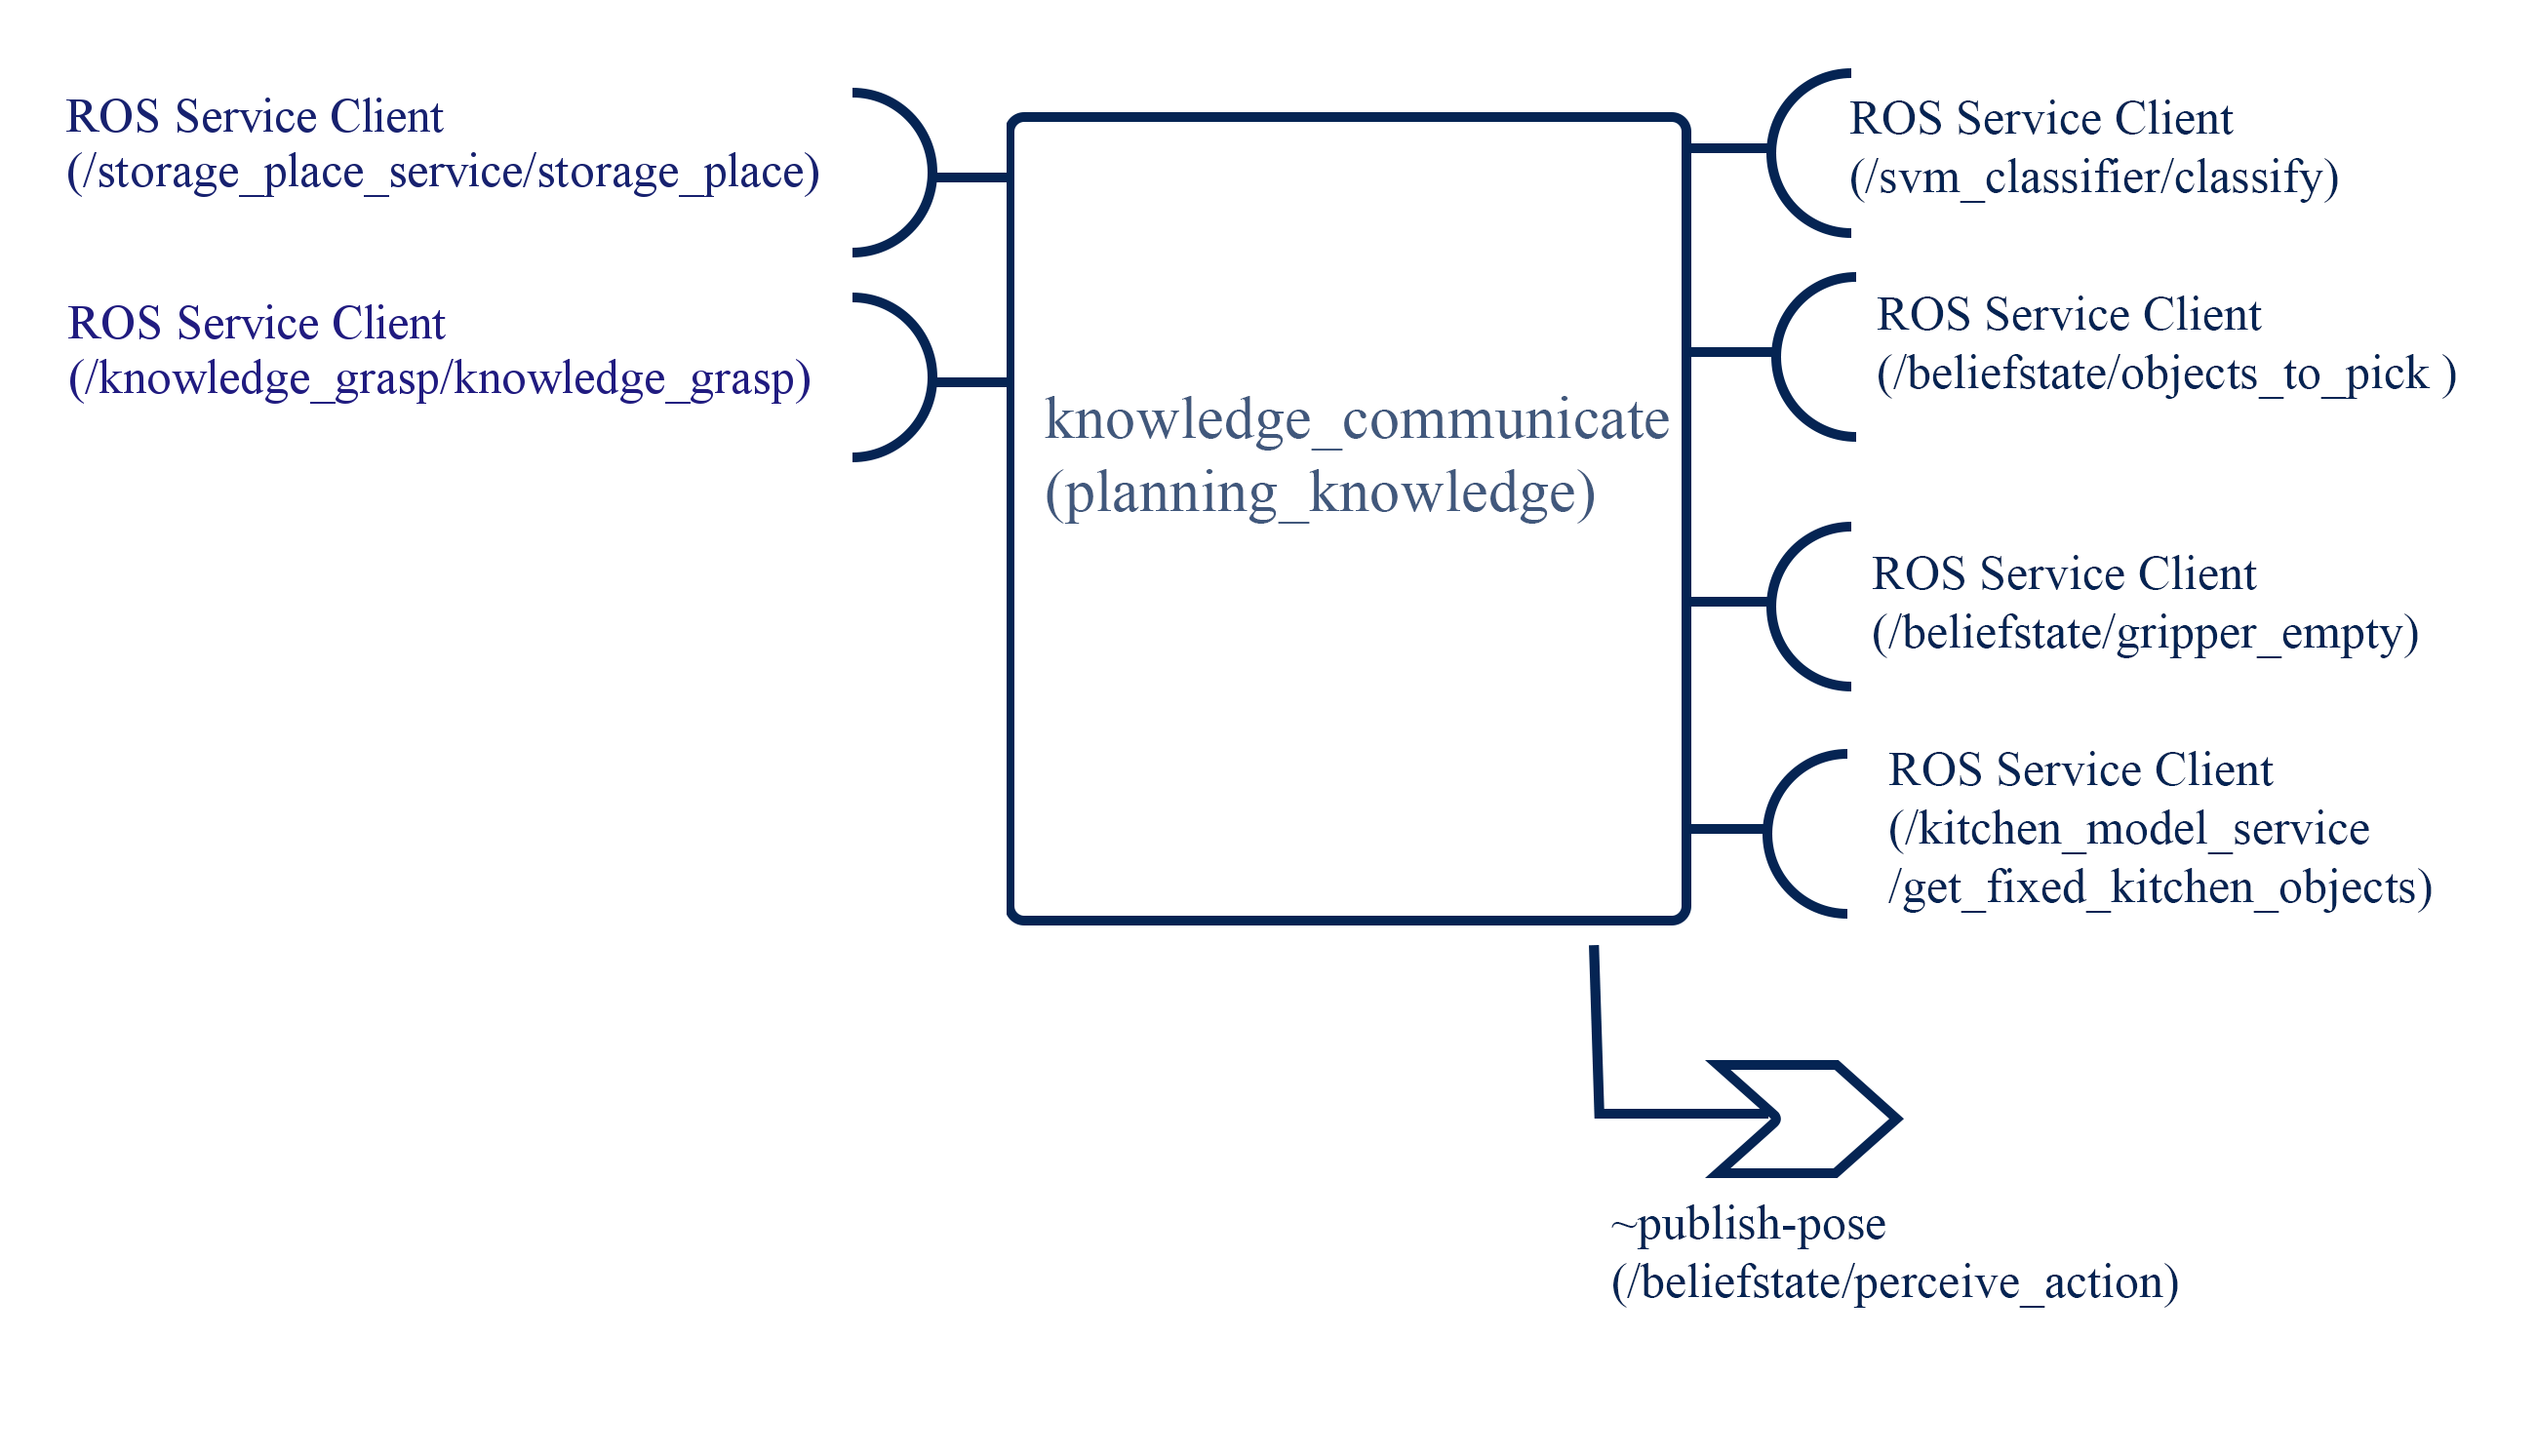 ROS Service Client
(/storage_place_service/storage_place)
ROS Service Client
(/knowledge_grasp/knowledge_grasp)
knowledge_communicate
(planning_knowledge)
ROS Service Client
(/svm_classifier/classify)
ROS Service Client
(/beliefstate/objects_to_pick )
ROS Service Client
(/beliefstate/gripper_empty)
ROS Service Client
(/kitchen_model_service
/get_fixed_kitchen_objects)
~publish-pose
(/beliefstate/perceive_action)